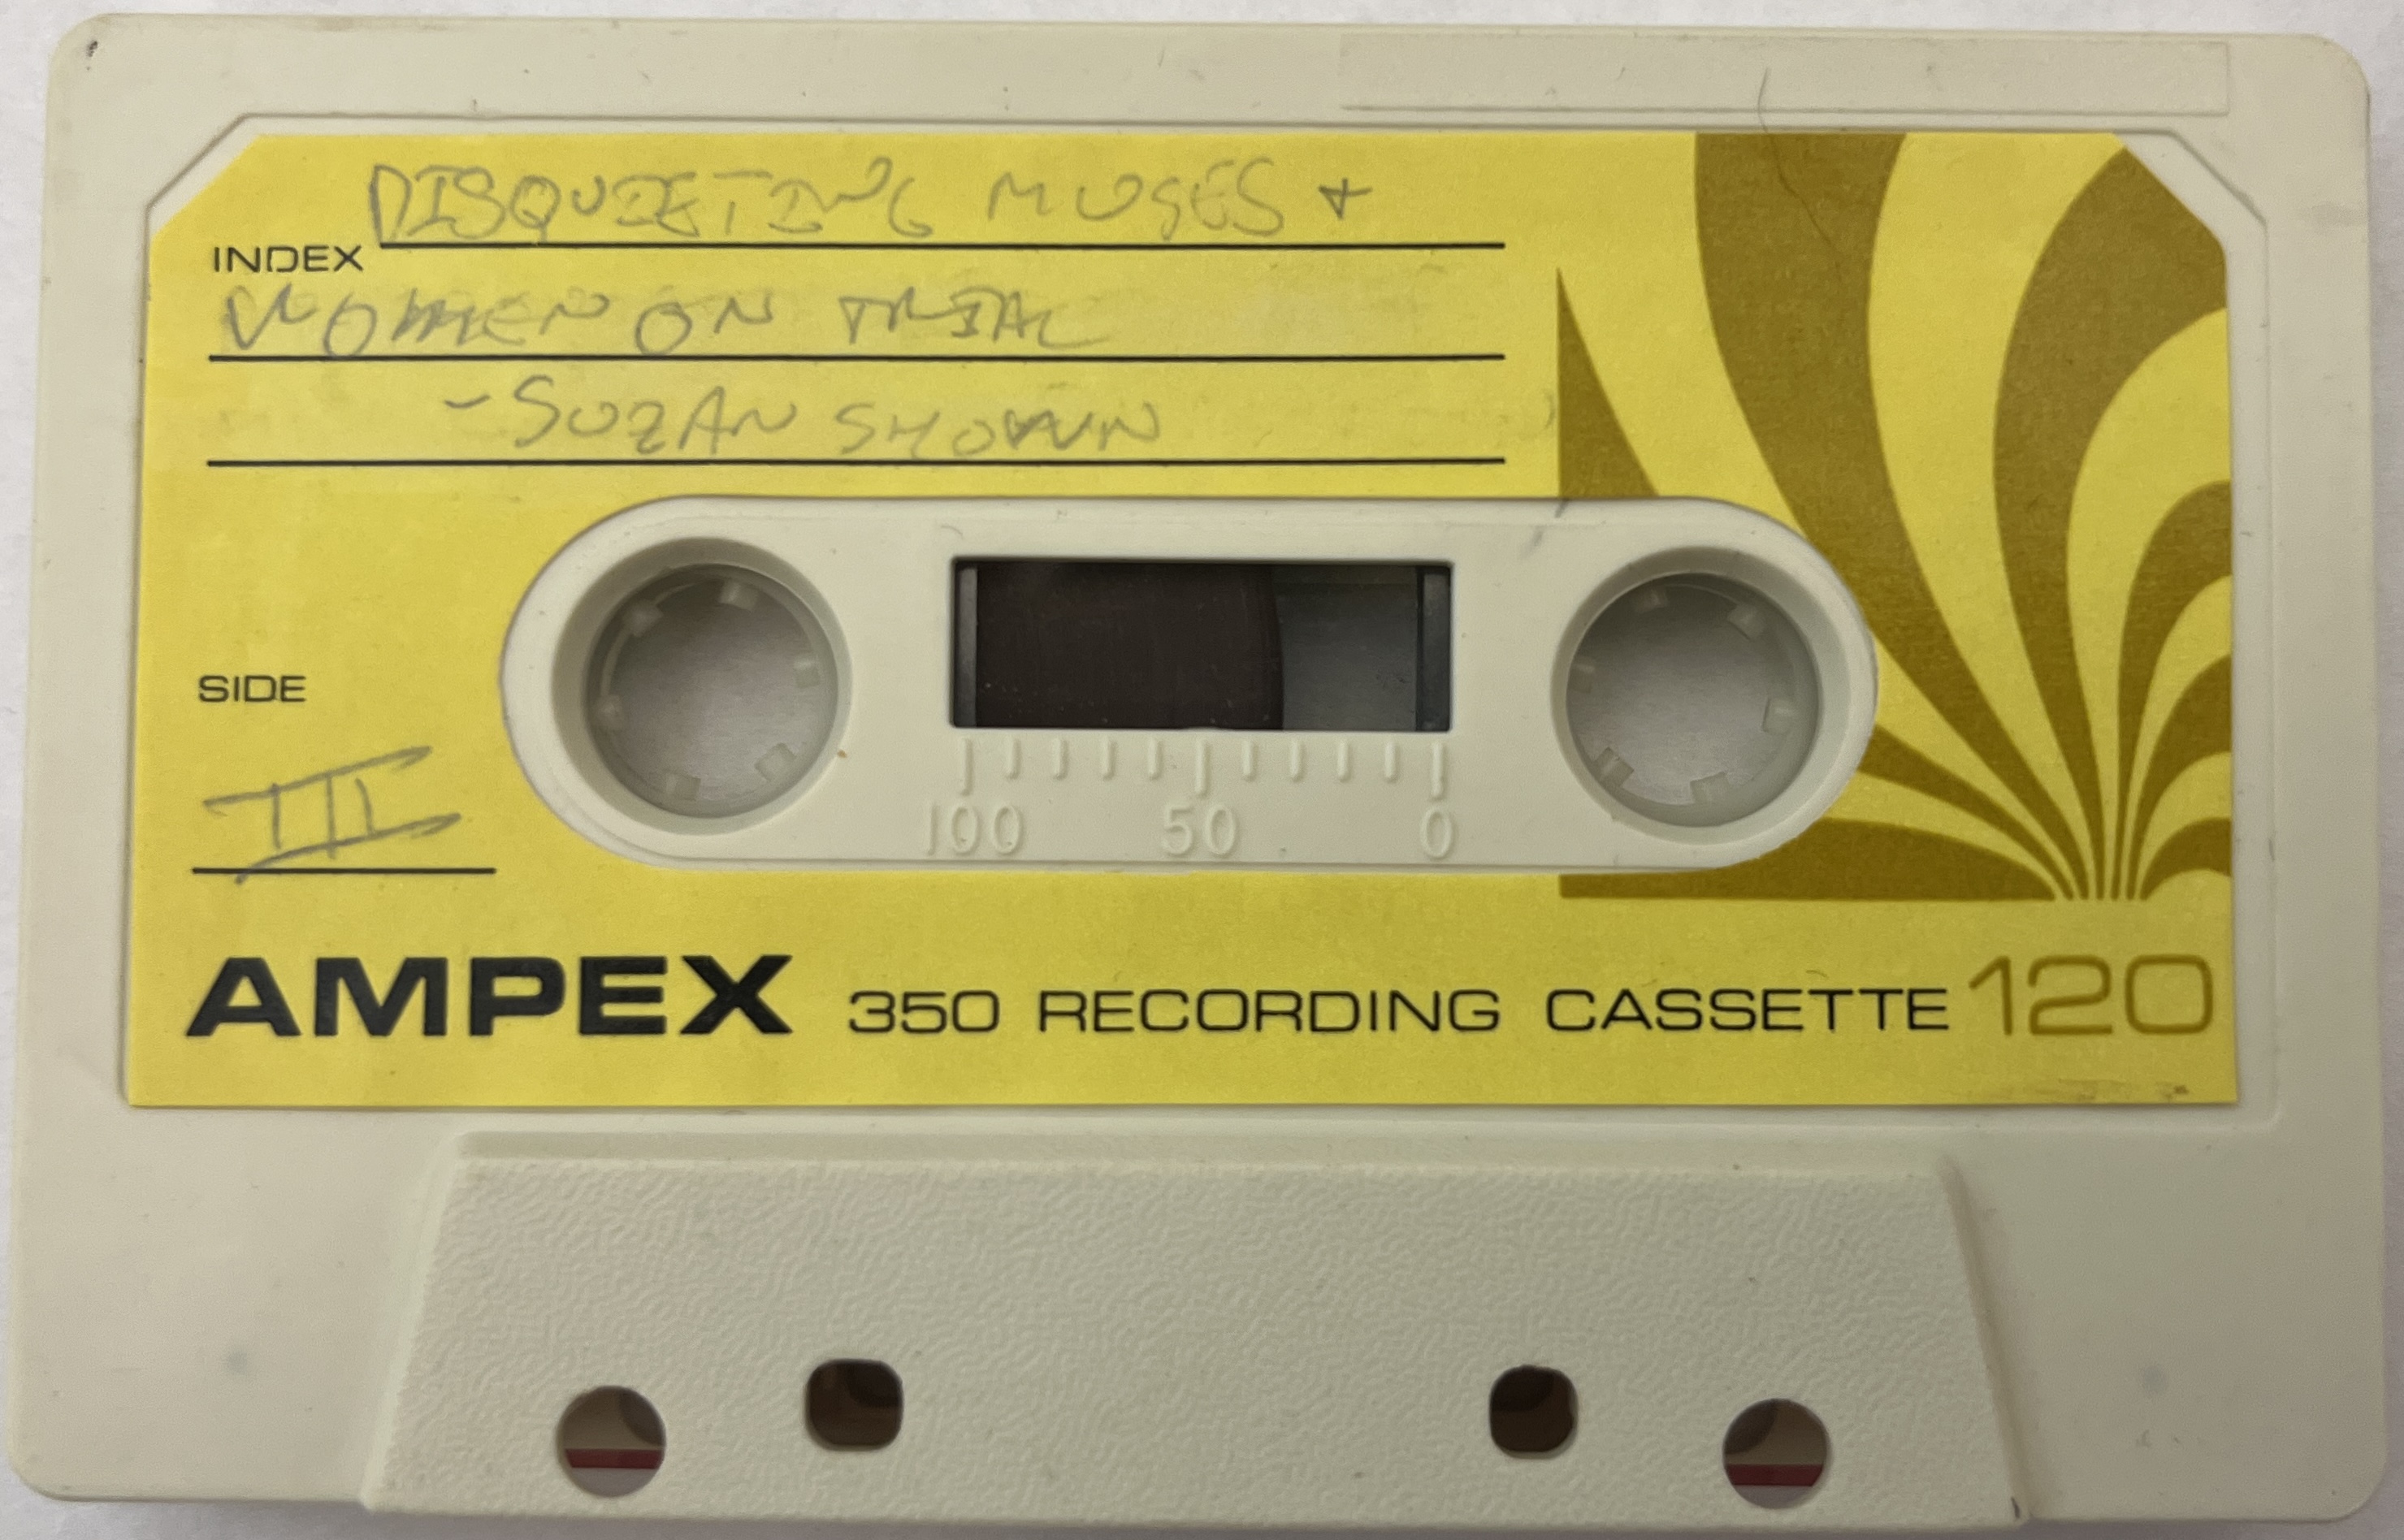 DISQUIETING MUSES +
INDEX
WOMEN ON TRIAL
- SUZAN SHOWN
SIDE
III
100 50 0
AMPEX 350 RECORDING CASSETTE 120